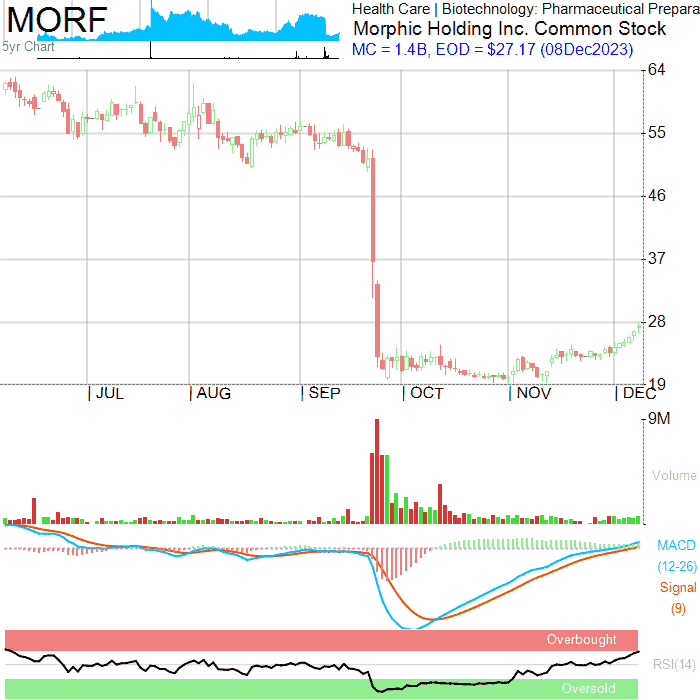 MORF
5yr Chart
Health Care | Biotechnology: Pharmaceutical Prepara
Morphic Holding Inc. Common Stock
MC = 1.4B, EOD = $27.17 (08Dec2023)
64
55
46
37
28
19
JUL AUG SEP OCT NOV DEC
9M
Volume
MACD
(12-26)
Signal
(9)
Overbought
RSI(14)
Oversold